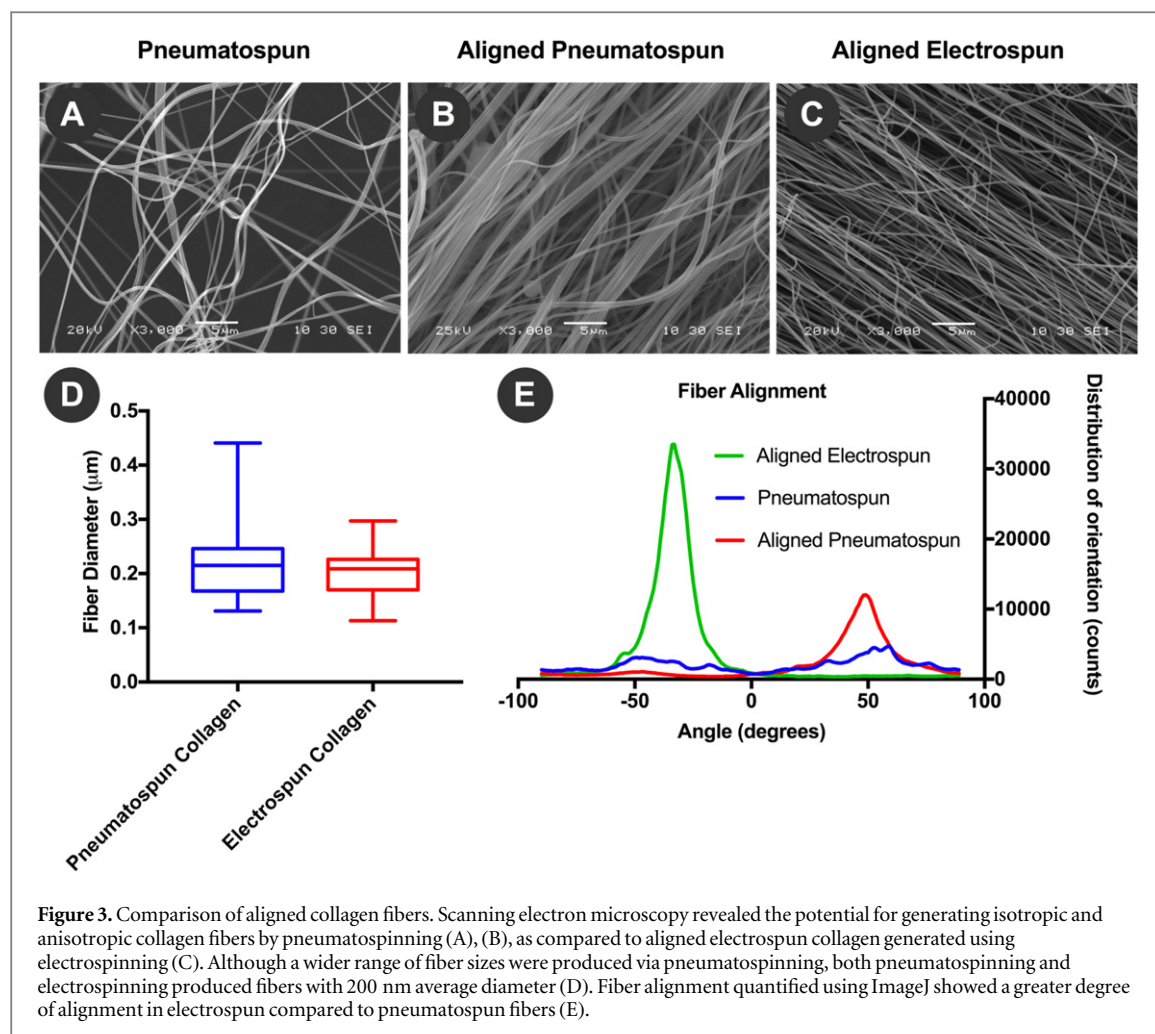 Pneumatospun
Aligned Pneumatospun
Aligned Electrospun
A
B
C
20kV X3,000 5µm 10 30 SEI
25kV X3,000 5µm 10 30 SEI
20kV X3,000 5µm 10 30 SEI
D
0.5
0.4
0.3
0.2
0.1
0.0
Fiber Diameter (µm)
Pneumatospun Collagen
Electrospun Collagen
E
Fiber Alignment
Aligned Electrospun
Pneumatospun
Aligned Pneumatospun
40000
30000
20000
10000
0
Distribution of orientation (counts)
-100
-50
0
50
100
Angle (degrees)
Figure 3. Comparison of aligned collagen fibers. Scanning electron microscopy revealed the potential for generating isotropic and
anisotropic collagen fibers by pneumatospinning (A), (B), as compared to aligned electrospun collagen generated using
electrospinning (C). Although a wider range of fiber sizes were produced via pneumatospinning, both pneumatospinning and
electrospinning produced fibers with 200 nm average diameter (D). Fiber alignment quantified using ImageJ showed a greater degree
of alignment in electrospun compared to pneumatospun fibers (E).